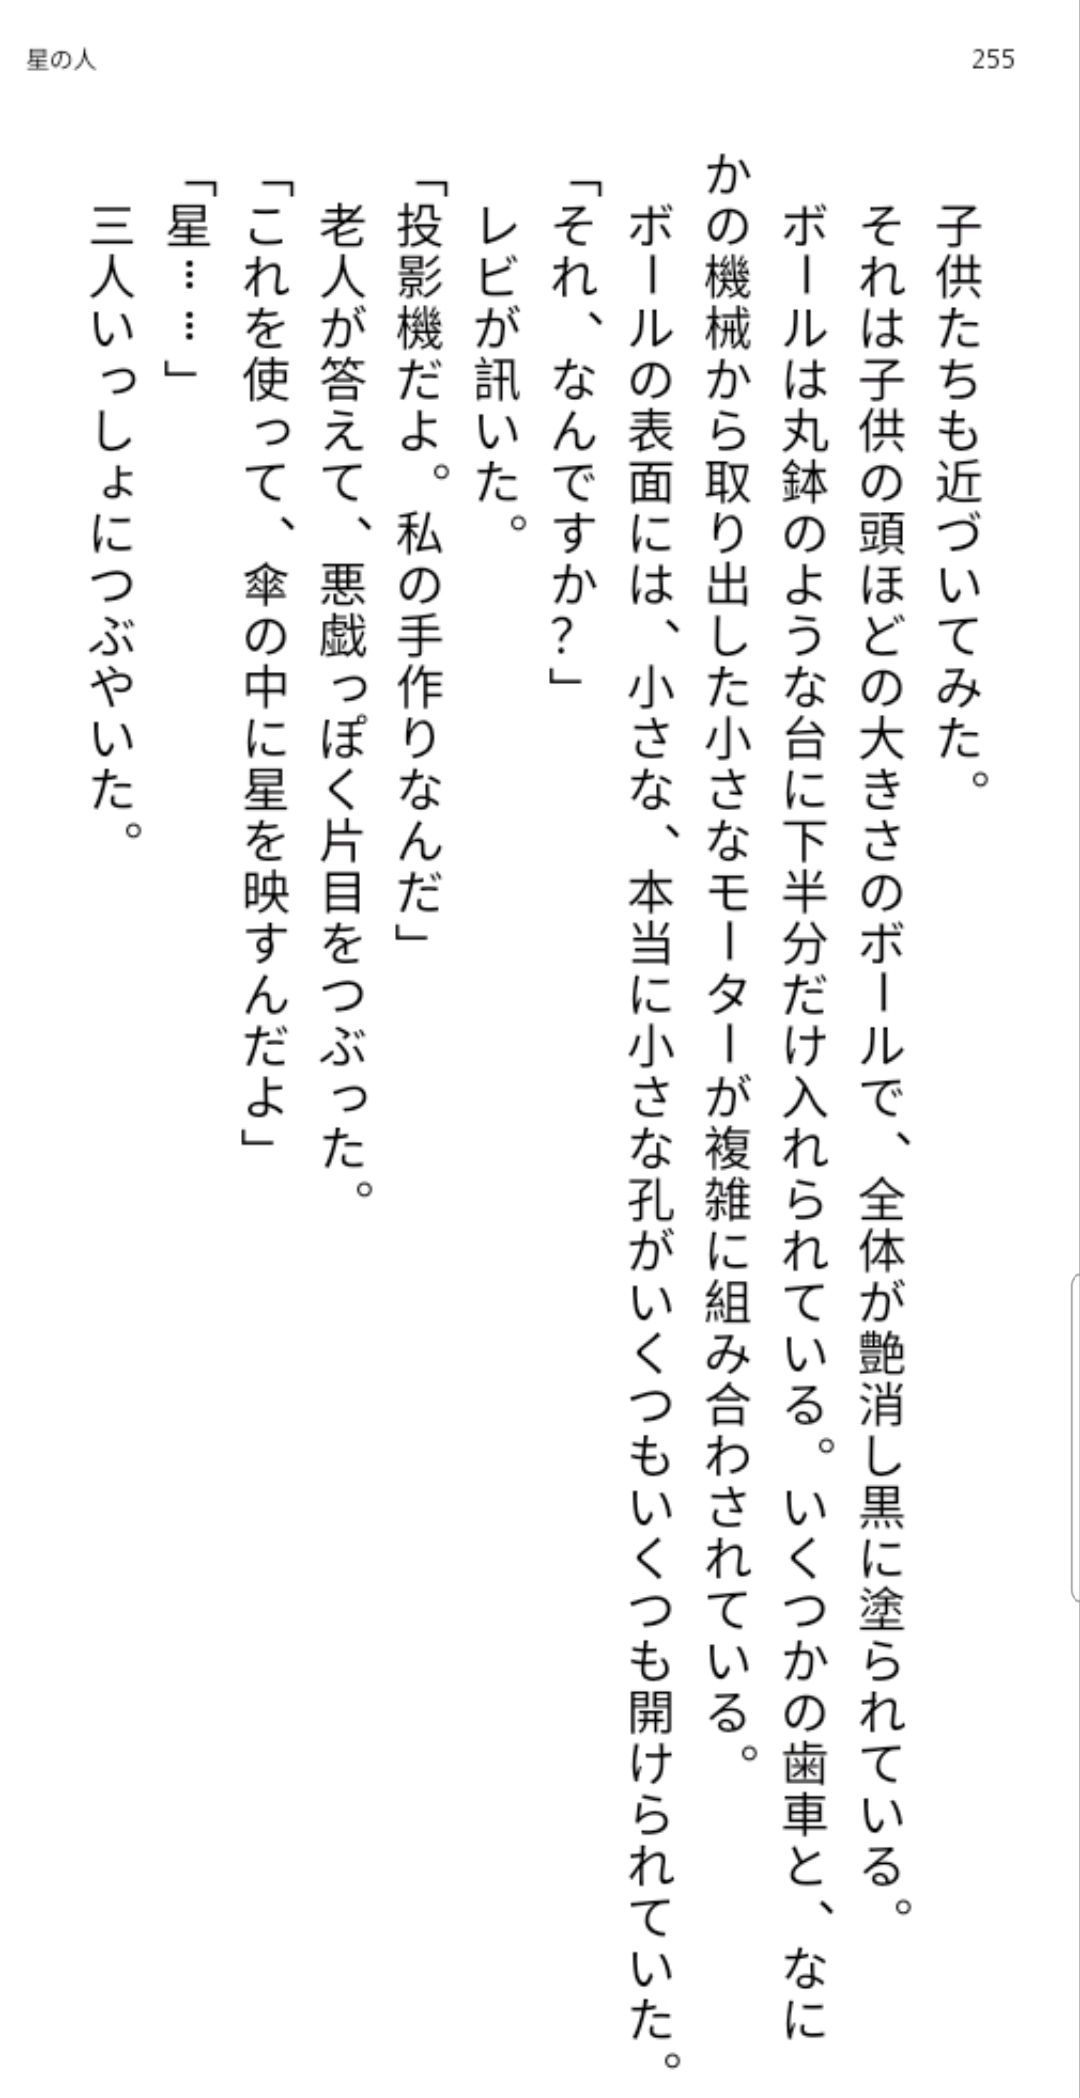 星の人
255
子供たちも近づいてみた。
それは子供の頭ほどの大きさのボールで、全体が艶消し黒に塗られている。
ボールは丸鉢のような台に下半分だけ入れられている。いくつかの歯車と、なに
かの機械から取り出した小さなモーターが複雑に組み合わされている。
ボールの表面には、小さな、本当に小さな孔がいくつもいくつも開けられていた。
「それ、なんですか?」
レビが訊いた。
「投影機だよ。私の手作りなんだ」
老人が答えて、悪戯っぽく片目をつぶった。
「これを使って、傘の中に星を映すんだよ」
「星……」
三人いっしょにつぶやいた。